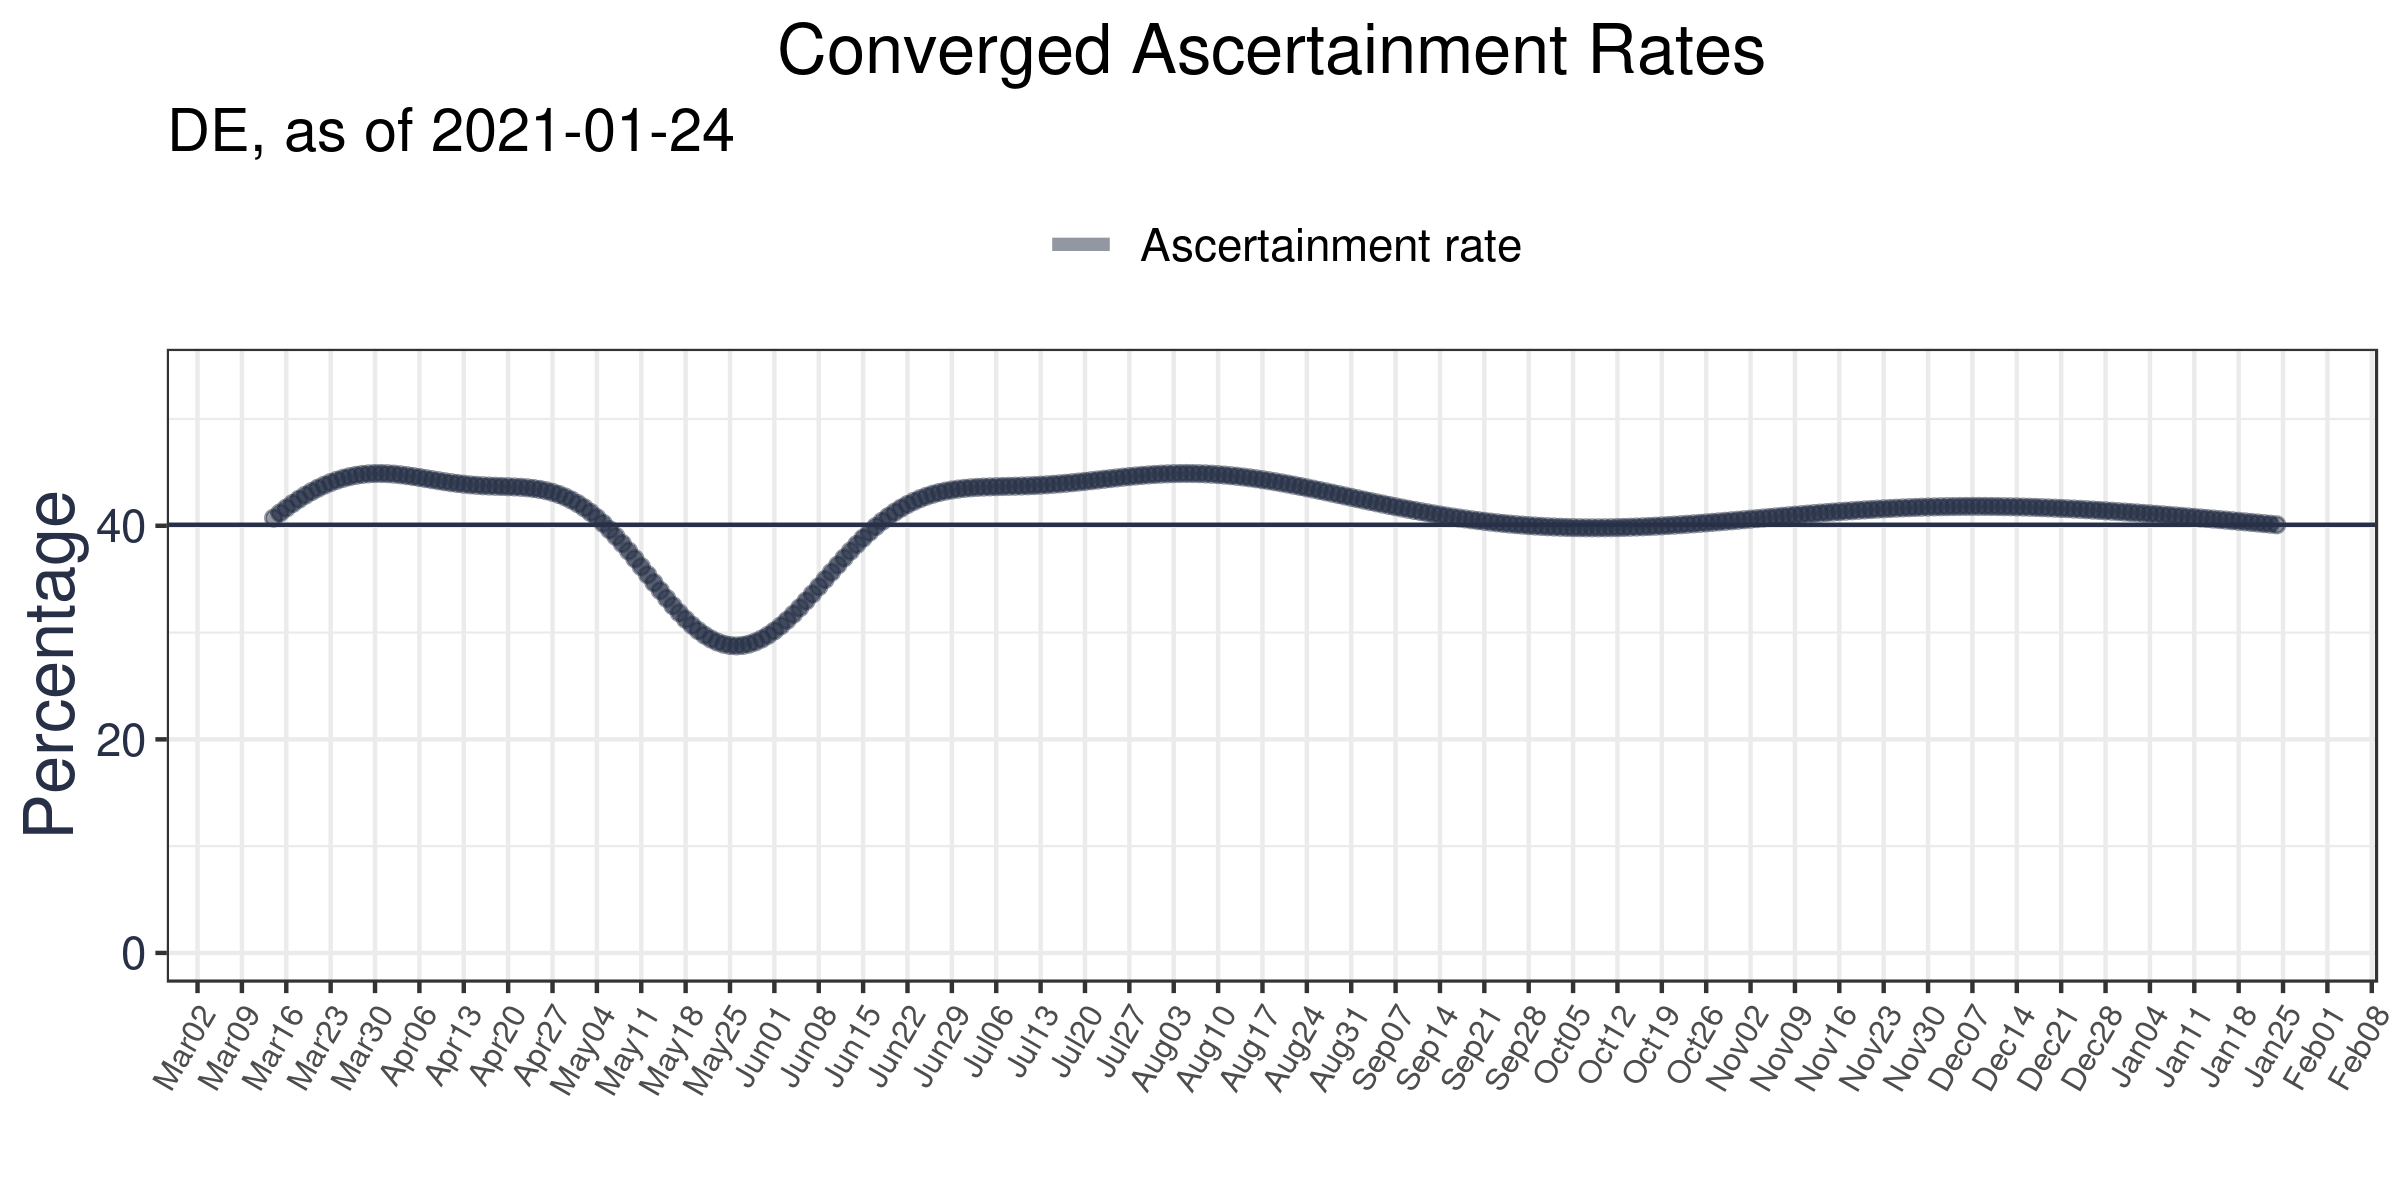 Converged Ascertainment Rates
DE, as of 2021-01-24
Ascertainment rate
Percentage
40
20
0
Mar02 Mar09 Mar16 Mar23 Mar30 Apr06 Apr13 Apr20 Apr27 May04 May11 May18 May25 Jun01 Jun08 Jun15 Jun22 Jun29 Jul06 Jul13 Jul20 Jul27 Aug03 Aug10 Aug17 Aug24 Aug31 Sep07 Sep14 Sep21 Sep28 Oct05 Oct12 Oct19 Oct26 Nov02 Nov09 Nov16 Nov23 Nov30 Dec07 Dec14 Dec21 Dec28 Jan04 Jan11 Jan18 Jan25 Feb01 Feb08